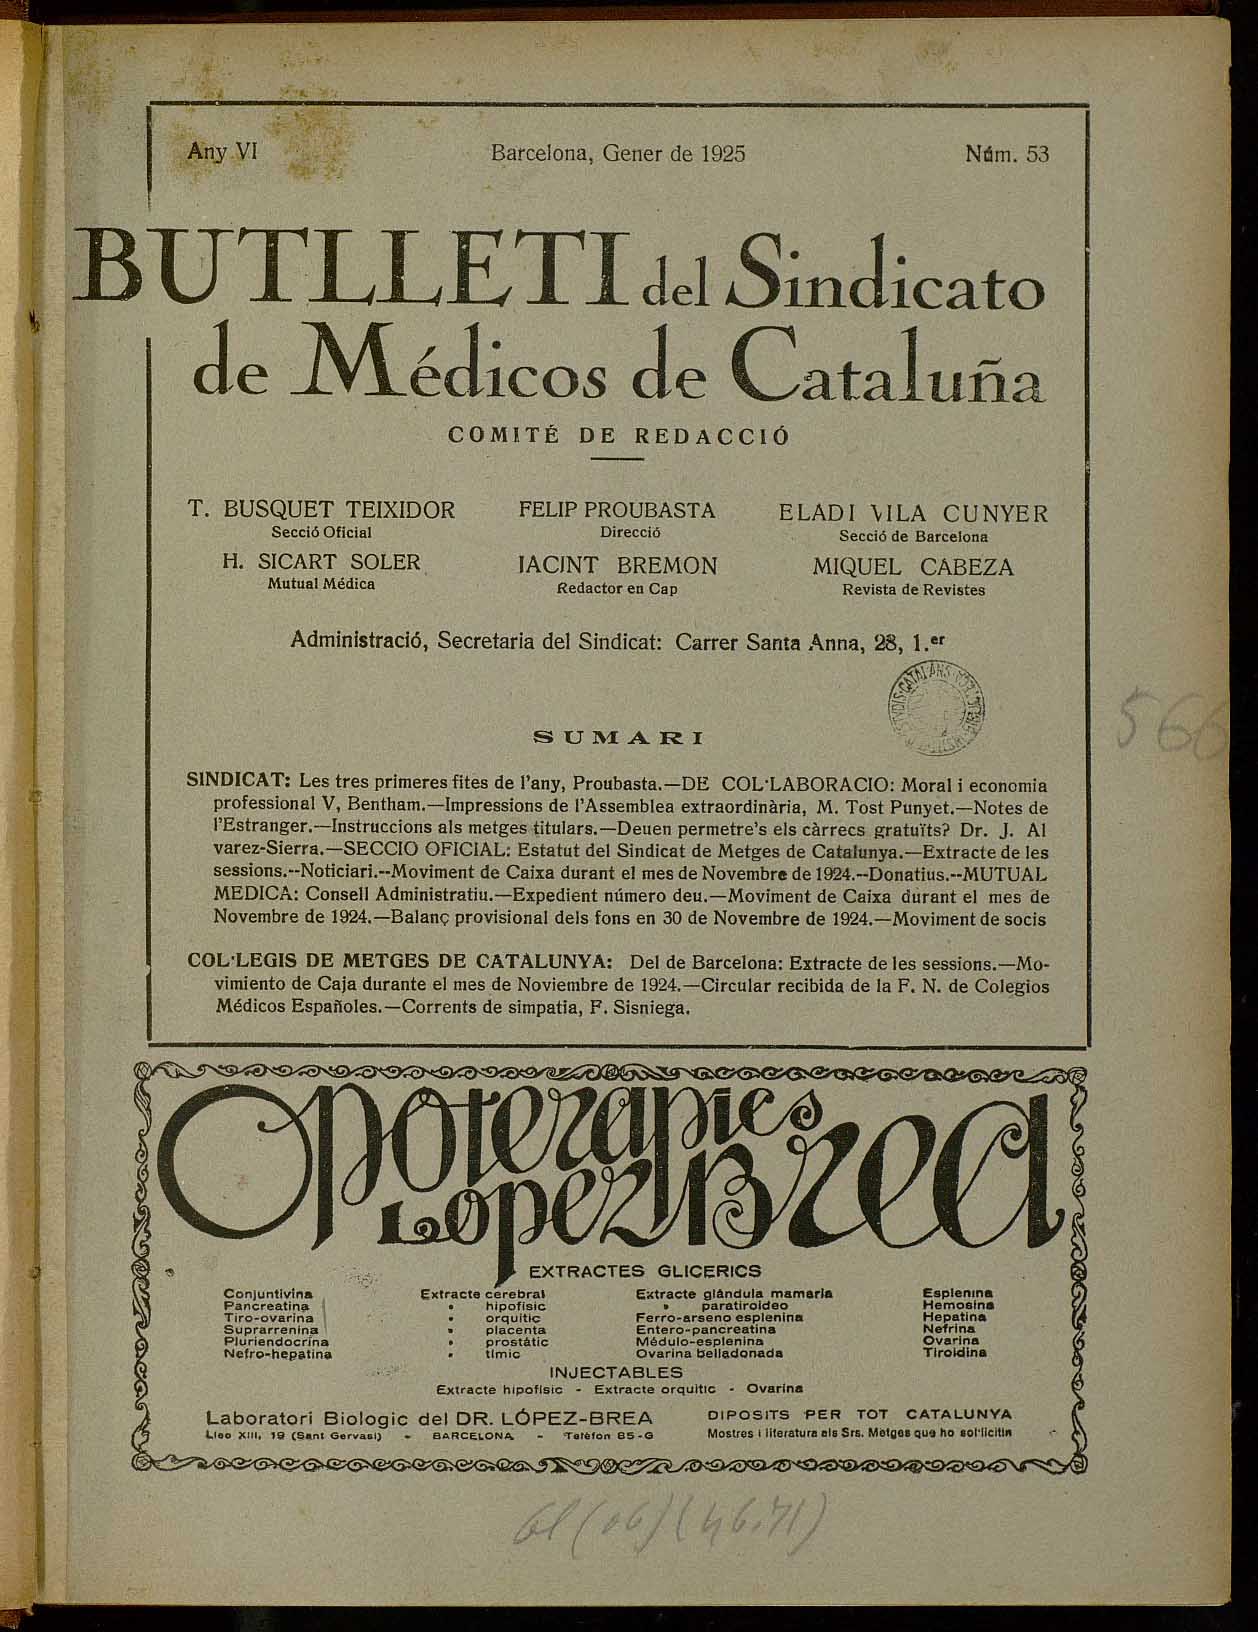 Any VI
Barcelona, Gener de 1925
Núm. 53
BUTLLETI del Sindicato
de Médicos de Cataluña
COMITÉ DE REDACCIÓ
T. BUSQUET TEIXIDOR
Secció Oficial
FELIP PROUBASTA
Direcció
ELADI VILA CUNYER
Secció de Barcelona
H. SICART SOLER
Mutual Médica
JACINT BREMON
Redactor en Cap
MIQUEL CABEZA
Revista de Revistes
Administració, Secretaria del Sindicat: Carrer Santa Anna, 28, 1.er
SUMARI
SINDICAT: Les tres primeres fites de l'any, Proubasta.—DE COL·LABORACIO: Moral i economia
professional V, Bentham.—Impressions de l'Assemblea extraordinària, M. Tost Punyet.—Notes de
l'Estranger.—Instruccions als metges titulars.—Deuen permetre's els càrrecs gratuïts? Dr. J. Al
varez-Sierra.—SECCIO OFICIAL: Estatut del Sindicat de Metges de Catalunya.—Extracte de les
sessions.--Noticiari.--Moviment de Caixa durant el mes de Novembre de 1924.--Donatius.--MUTUAL
MEDICA: Consell Administratiu.—Expedient número deu.—Moviment de Caixa durant el mes de
Novembre de 1924.—Balanç provisional dels fons en 30 de Novembre de 1924.—Moviment de socis
COL·LEGIS DE METGES DE CATALUNYA: Del de Barcelona: Extracte de les sessions.—Mo-
vimiento de Caja durante el mes de Noviembre de 1924.—Circular recibida de la F. N. de Colegios
Médicos Españoles.—Corrents de simpatia, F. Sisniega.
566
Opoterapies
Lopez Brea
EXTRACTES GLICERICS
Conjuntivina
Pancreatina
Tiro-ovarina
Suprarrenina
Pluriendocrina
Nefro-hepatina
Extracte cerebral
» hipofisic
» orquitic
» placenta
» prostàtic
» timic
Extracte glàndula mamaria
» paratiroideo
Ferro-arseno esplenina
Entero-pancreatina
Médulo-esplenina
Ovarina belladonada
Esplenina
Hemosina
Hepatina
Nefrina
Ovarina
Tiroidina
INJECTABLES
Extracte hipofisic - Extracte orquitic - Ovarina
Laboratori Biologic del DR. LÓPEZ-BREA
Lleo XIII, 19 (Sant Gervasi) - BARCELONA - Telèfon 85-G
DIPOSITS PER TOT CATALUNYA
Mostres i literatura als Srs. Metges que ho sol·licitin
61(06)(46.71)